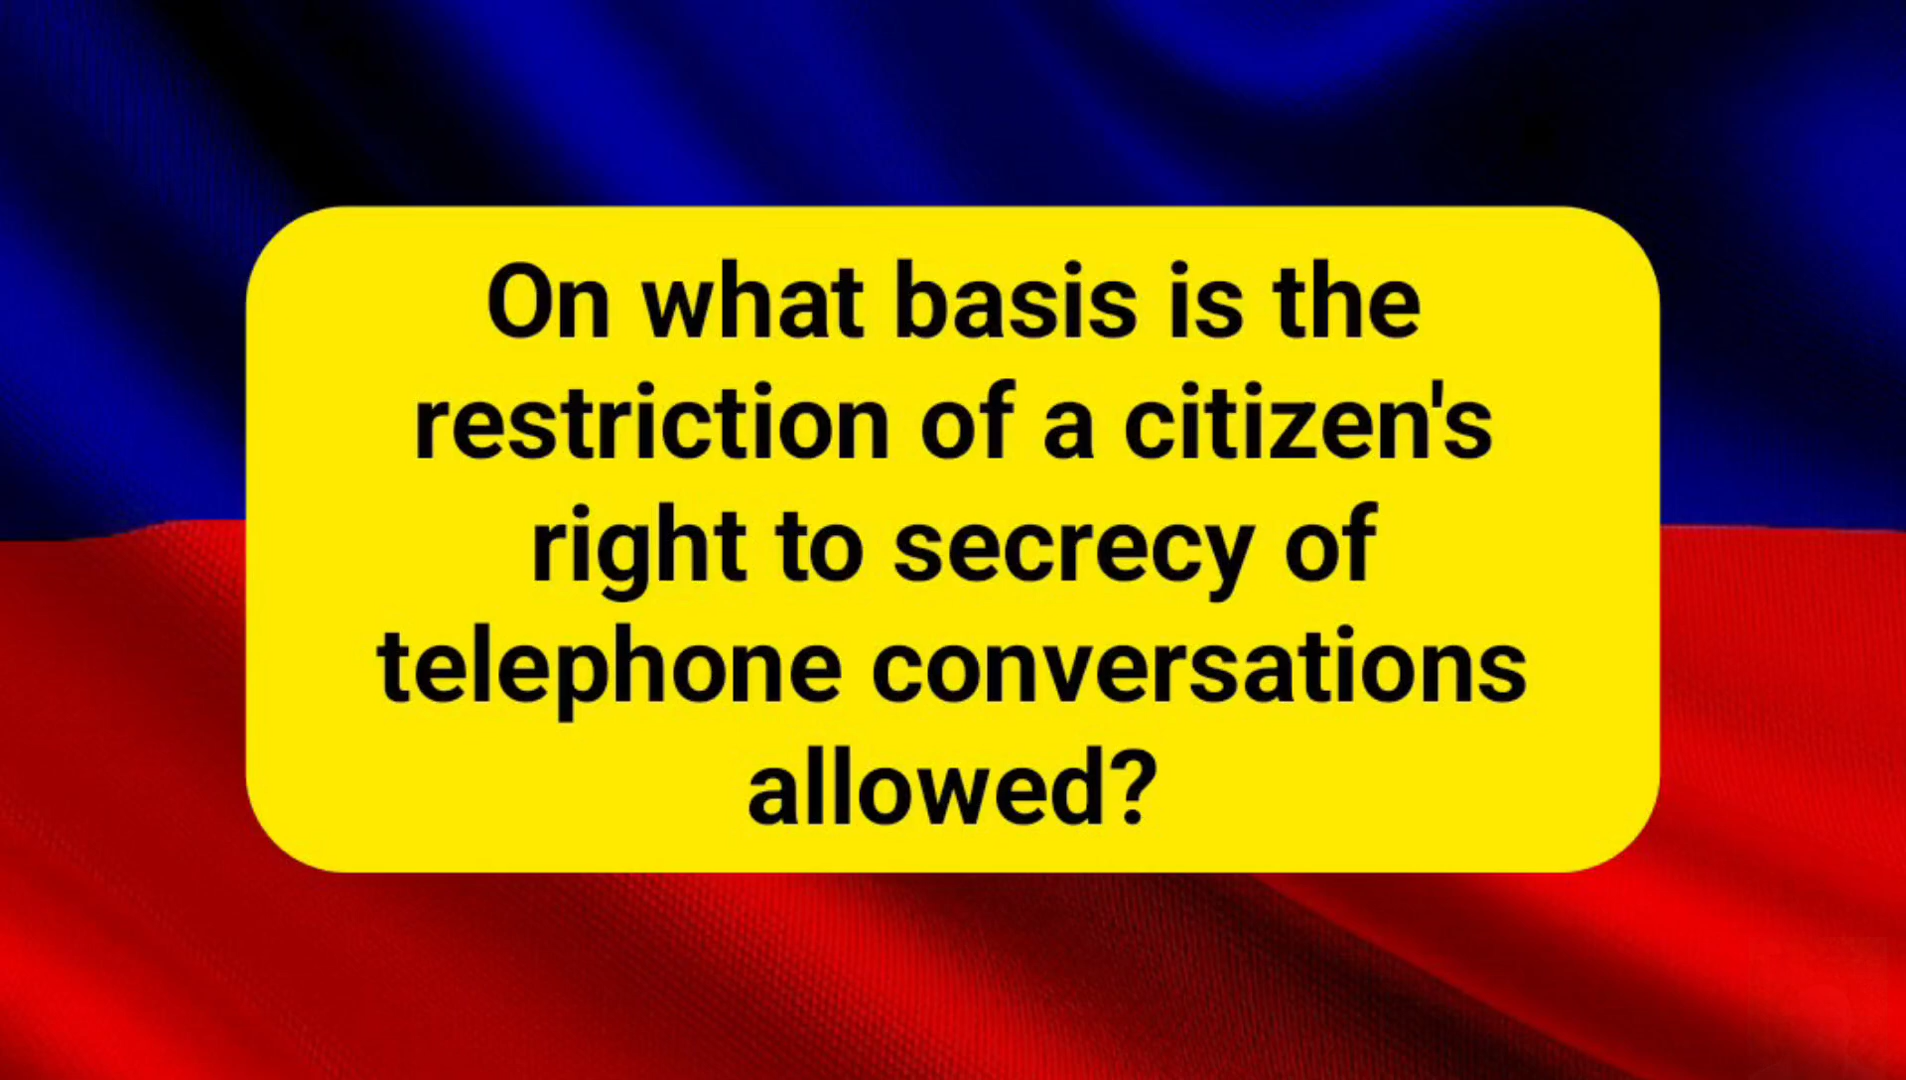 On what basis is the
restriction of a citizen's
right to secrecy of
telephone conversations
allowed?